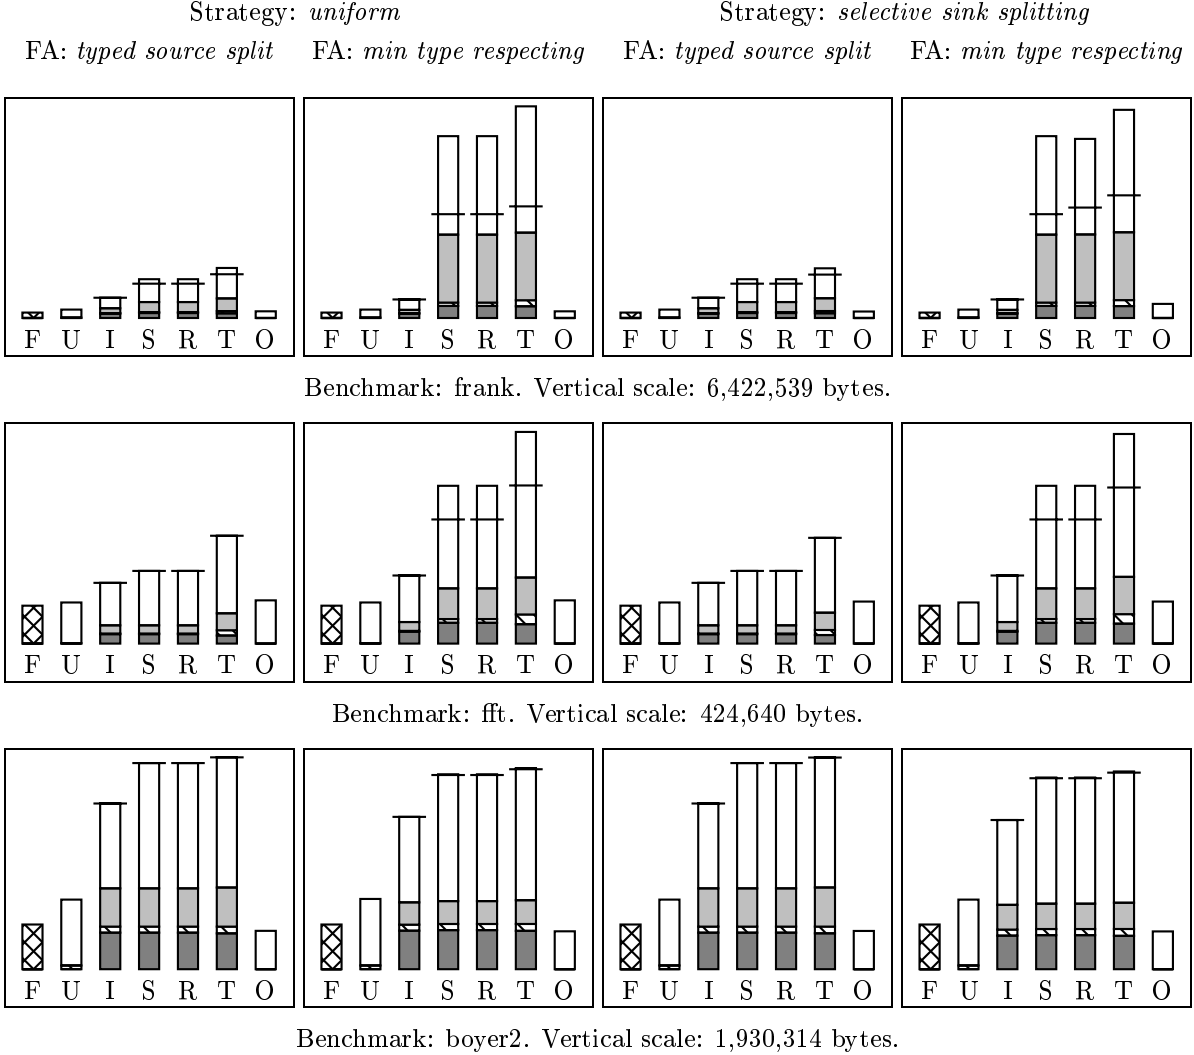 Strategy: uniform Strategy: selective sink splitting
FA: typed source split FA: min type respecting FA: typed source split FA: min type respecting
F U I S R T O F U I S R T O F U I S R T O F U I S R T O
Benchmark: frank. Vertical scale: 6,422,539 bytes.
F U I S R T O F U I S R T O F U I S R T O F U I S R T O
Benchmark: fft. Vertical scale: 424,640 bytes.
F U I S R T O F U I S R T O F U I S R T O F U I S R T O
Benchmark: boyer2. Vertical scale: 1,930,314 bytes.